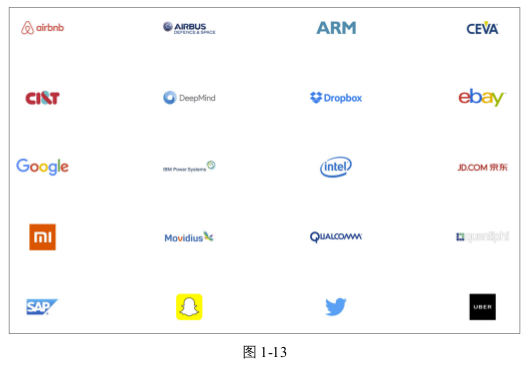 airbnb
AIRBUS
DEFENCE & SPACE
ARM
CEVA
CI&T
DeepMind
Dropbox
ebay
Google
IBM Power Systems
intel
JD.COM 京东
mi
Movidius
QUALCOMM
quantiphi
SAP
UBER
图 1-13